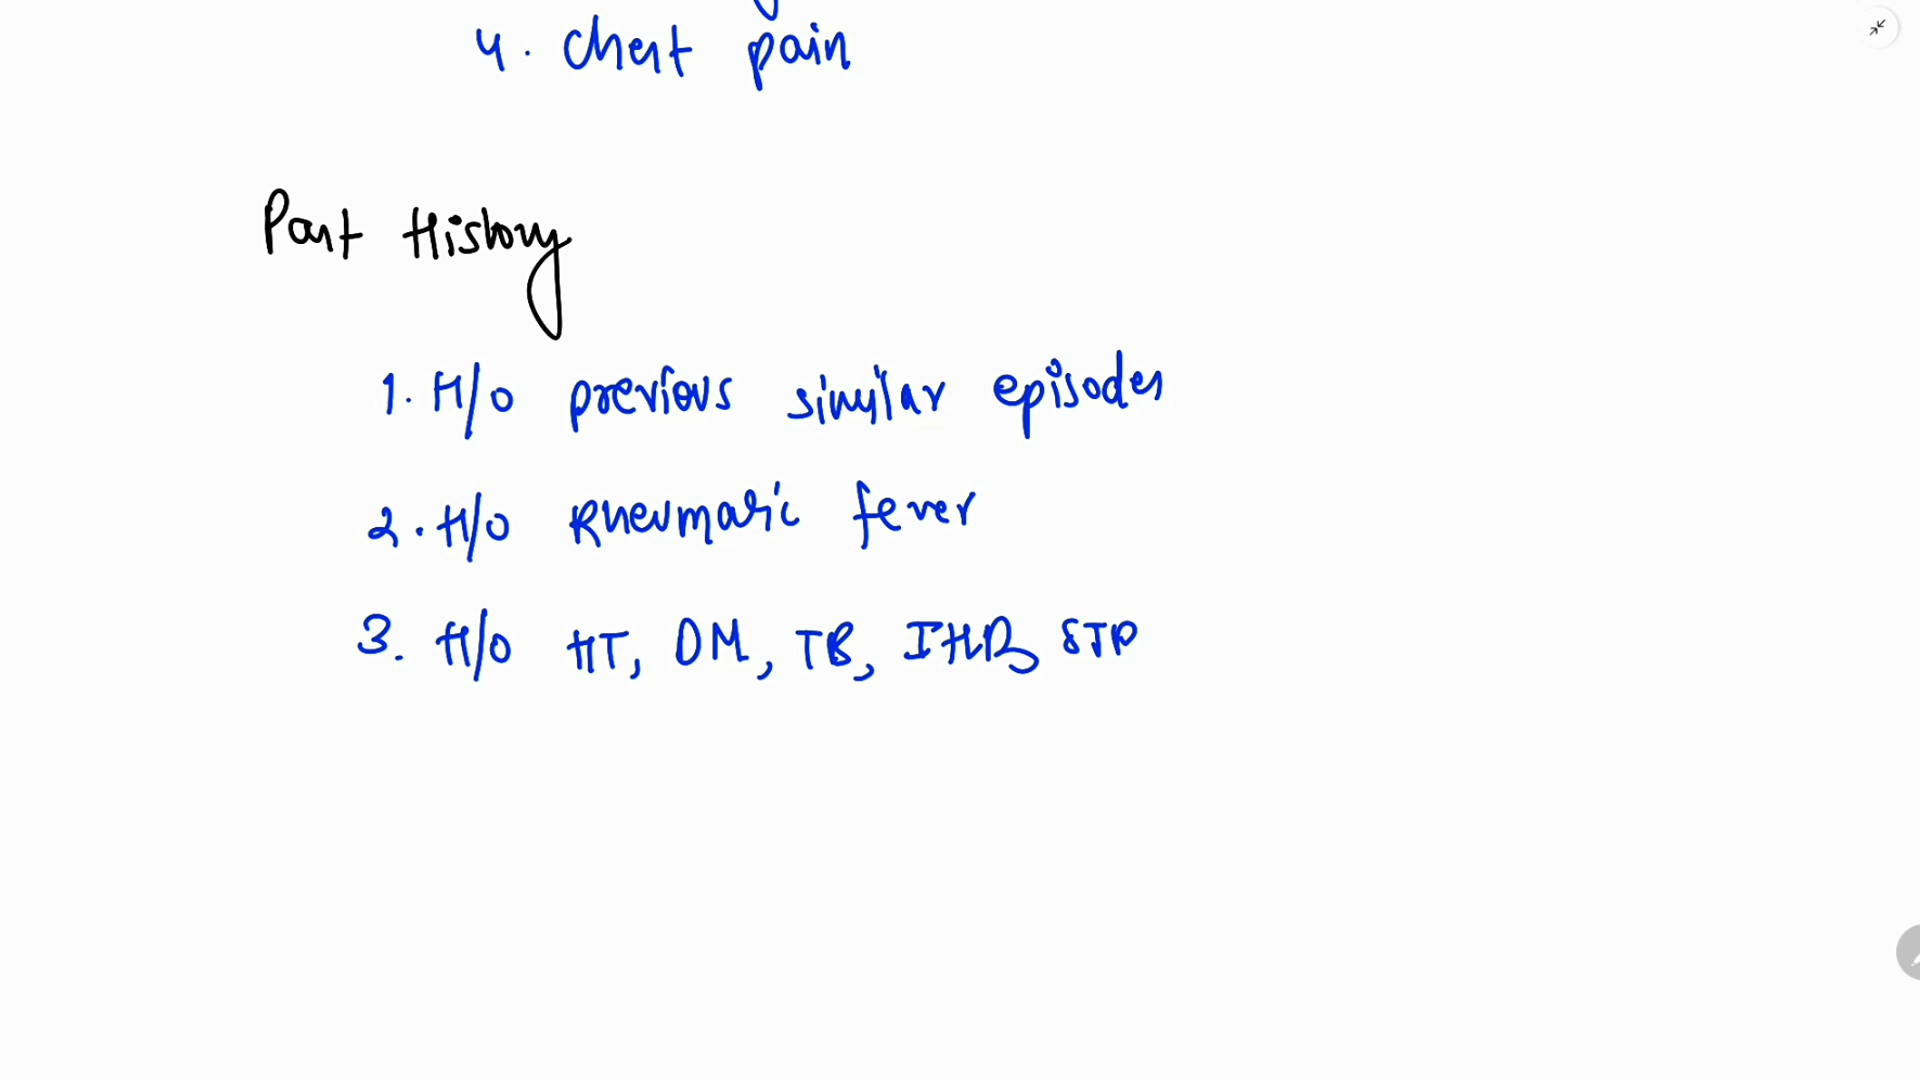 4. Chest pain
Past History
1. H/O previous similar episodes
2. H/O Rheumatic fever
3. H/O HT, DM, TB, IHD, STD